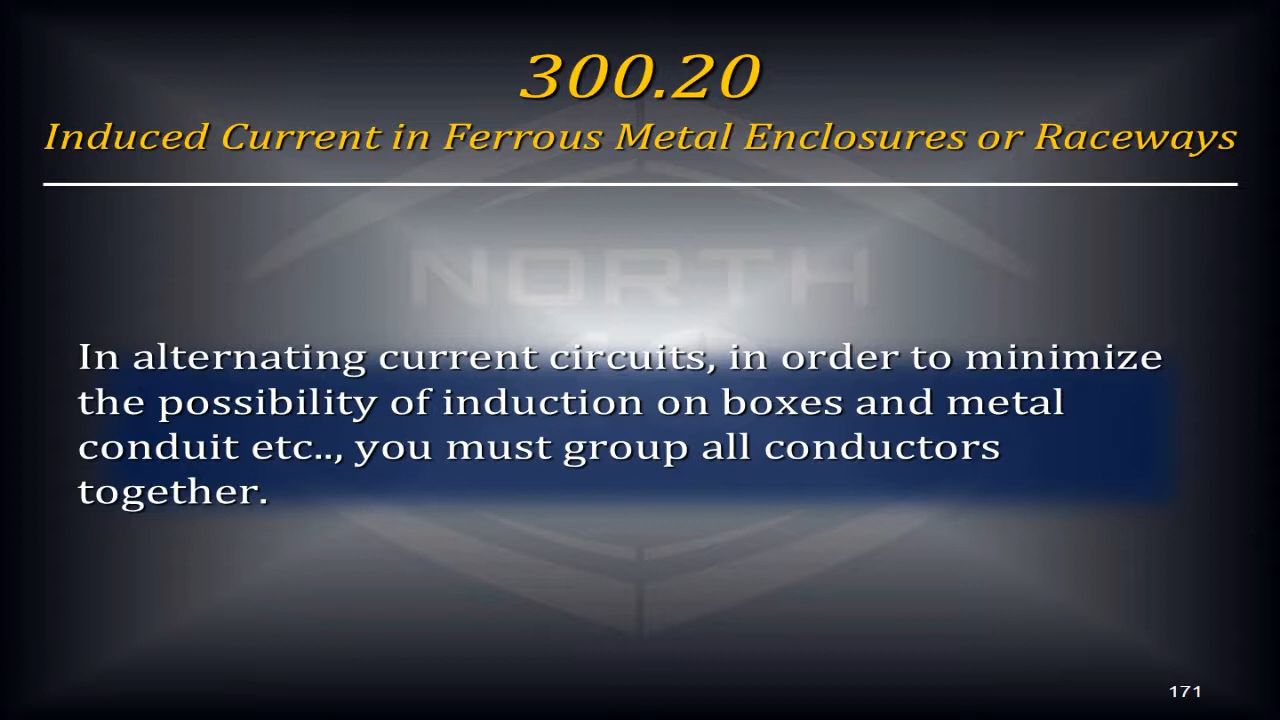 300.20
Induced Current in Ferrous Metal Enclosures or Raceways
NORTH
In alternating current circuits, in order to minimize
the possibility of induction on boxes and metal
conduit etc.., you must group all conductors
together.
171